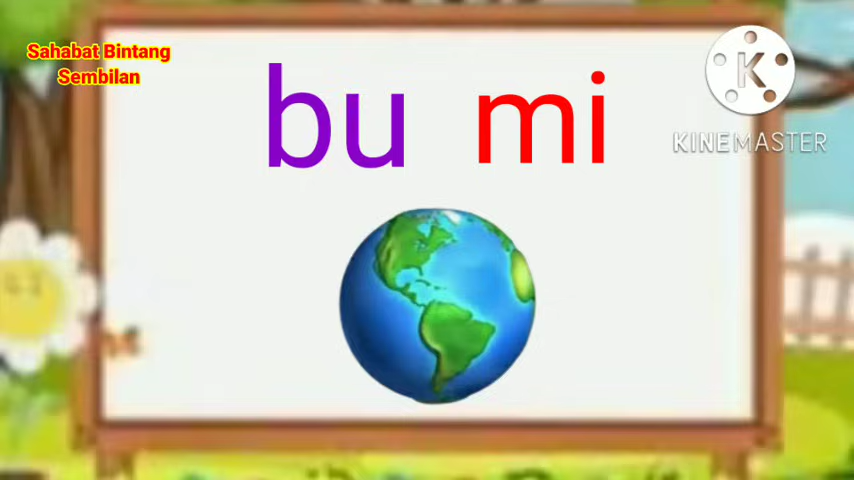 Sahabat Bintang
Sembilan
bu mi
K
KINEMASTER